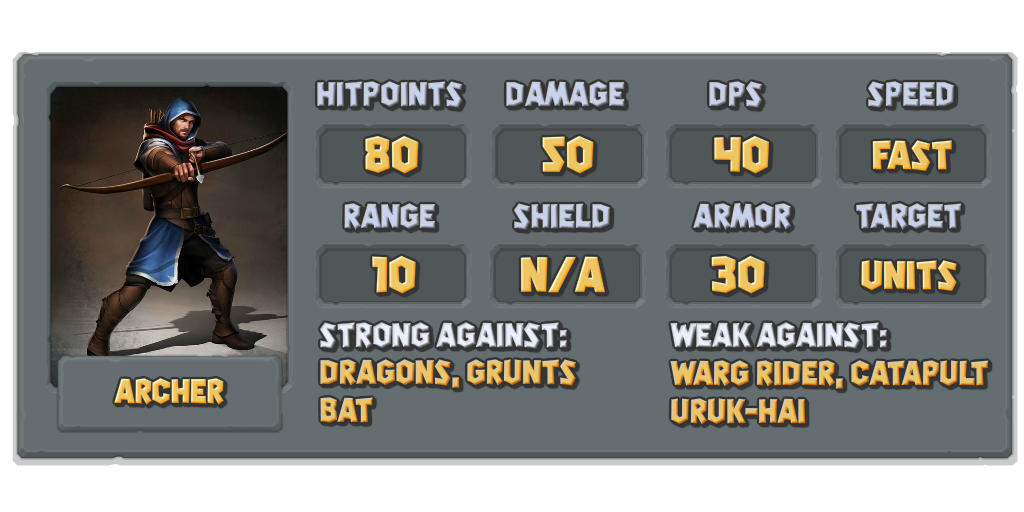 HITPOINTS DAMAGE DPS SPEED
80 50 40 FAST
RANGE SHIELD ARMOR TARGET
10 N/A 30 UNITS
STRONG AGAINST:
DRAGONS, GRUNTS
BAT
WEAK AGAINST:
WARG RIDER, CATAPULT
URUK-HAI
ARCHER